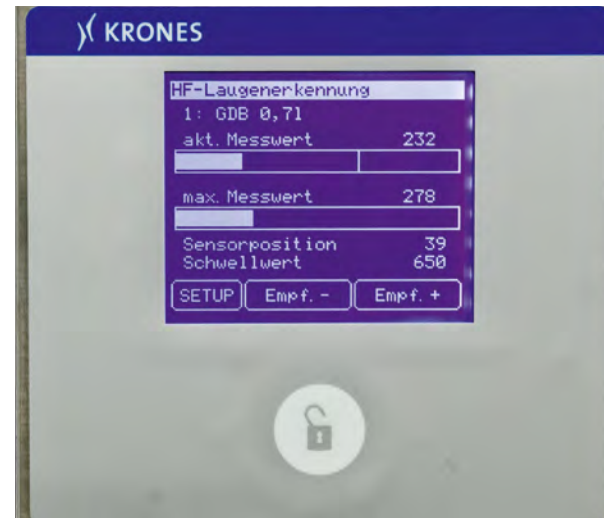 KRONES
HF-Laugenerkennung
1: GDB 0,7l
akt. Messwert 232
max. Messwert 278
Sensorposition 39
Schwellwert 650
SETUP Empf. - Empf. +